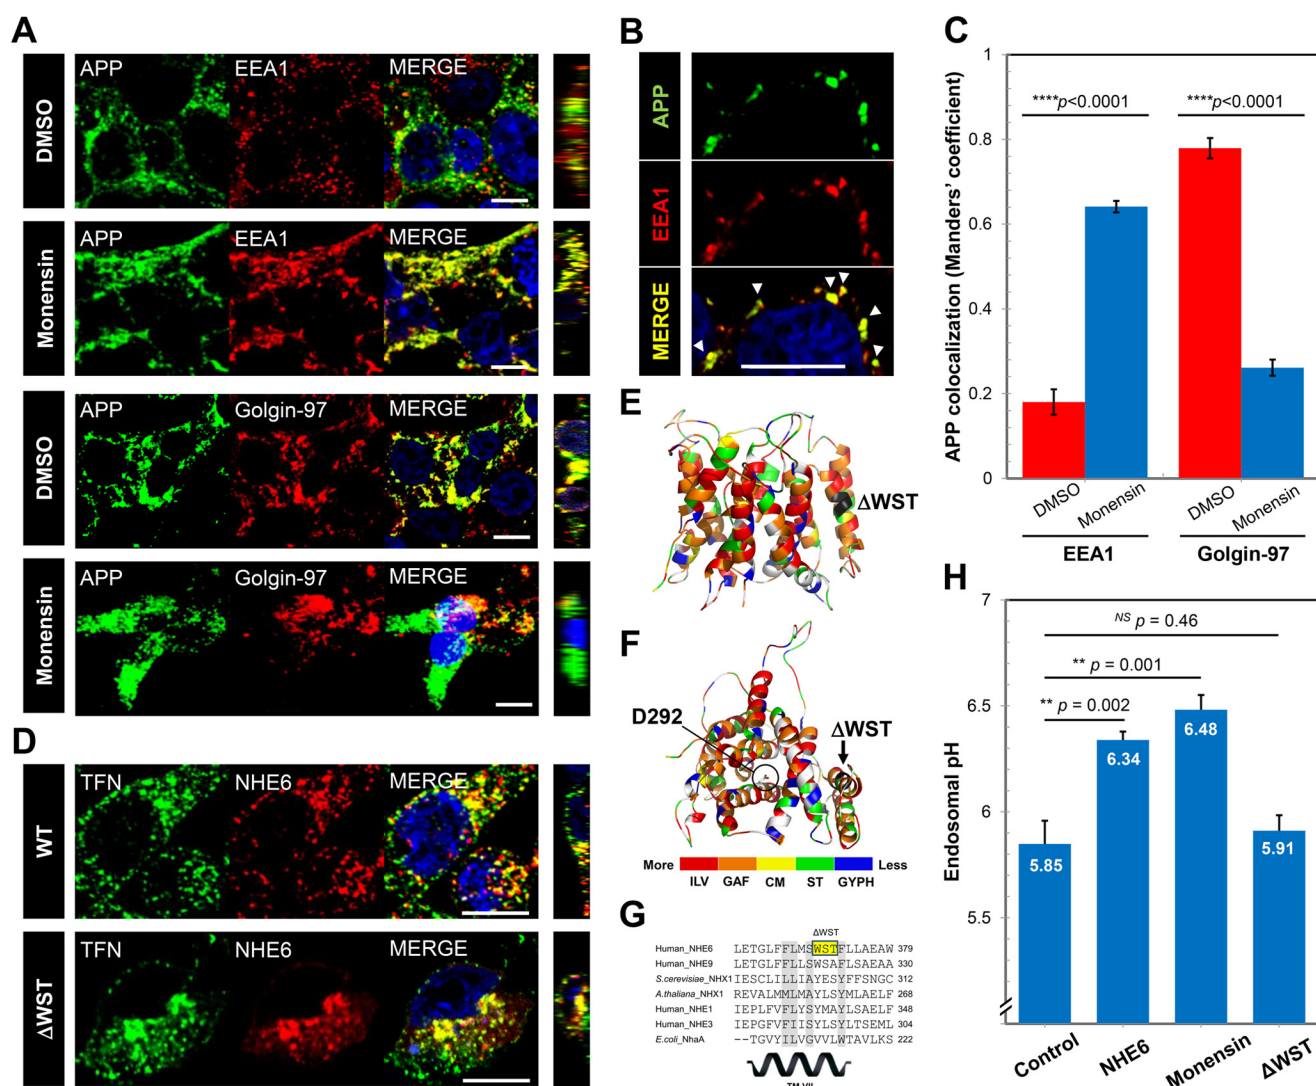 A
DMSO
APP
EEA1
MERGE
Monensin
APP
EEA1
MERGE
DMSO
APP
Golgin-97
MERGE
Monensin
APP
Golgin-97
MERGE
B
APP
EEA1
MERGE
C
APP colocalization (Manders' coefficient)
1
0.8
0.6
0.4
0.2
0
****p<0.0001
****p<0.0001
DMSO
Monensin
DMSO
Monensin
EEA1
Golgin-97
D
WT
TFN
NHE6
MERGE
ΔWST
TFN
NHE6
MERGE
E
ΔWST
F
D292
ΔWST
More
Less
ILV GAF CM ST GYPH
G
ΔWST
Human_NHE6 LETGLFFLMSWSTFLLAEAW 379
Human_NHE9 LETGLFFLLSWSAFLSAEAA 330
S.cerevisiae_NHX1 IESCLILLIAYESYFFSNGC 312
A.thaliana_NHX1 REVALMMLMAYLSYMLAELF 268
Human_NHE1 IEPLFVFLYSYMAYLSAELF 348
Human_NHE3 IEPGFVFIISYLSYLTSEML 304
E.coli_NhaA --TGVYILVGVVLWTAVLKS 222
TM VII
H
Endosomal pH
7
6.5
6
5.5
NS p = 0.46
** p = 0.001
** p = 0.002
5.85
6.34
6.48
5.91
Control
NHE6
Monensin
ΔWST